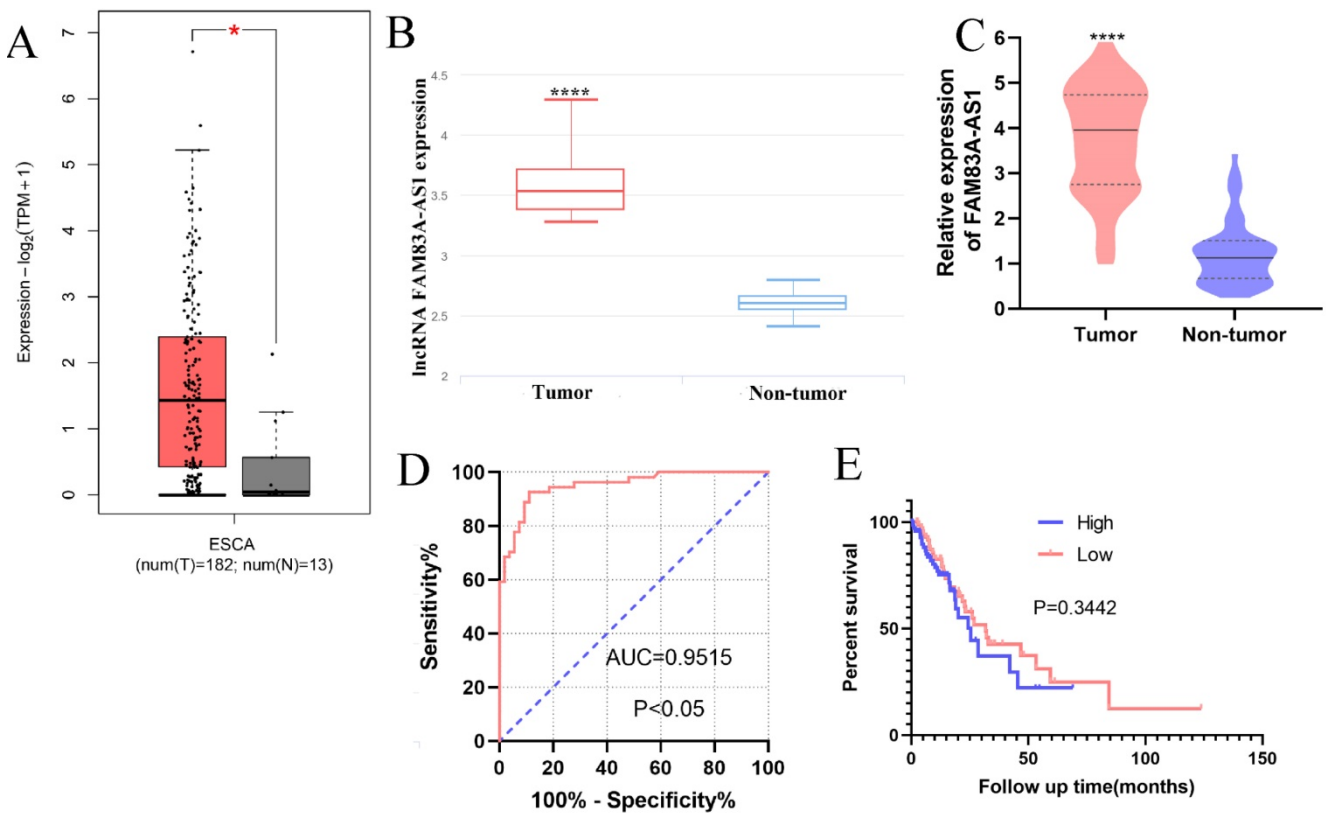 A
*
7
6
5
4
3
2
1
0
Expression – log2(TPM + 1)
ESCA
(num(T)=182; num(N)=13)
B
lncRNA FAM83A-AS1 expression
4.5
4
3.5
3
2.5
2
****
Tumor
Non-tumor
C
Relative expression
of FAM83A-AS1
6
5
4
3
2
1
0
****
Tumor
Non-tumor
D
Sensitivity%
100
80
60
40
20
0
AUC=0.9515
P<0.05
0 20 40 60 80 100
100% - Specificity%
E
Percent survival
100
50
0
High
Low
P=0.3442
0 50 100 150
Follow up time(months)